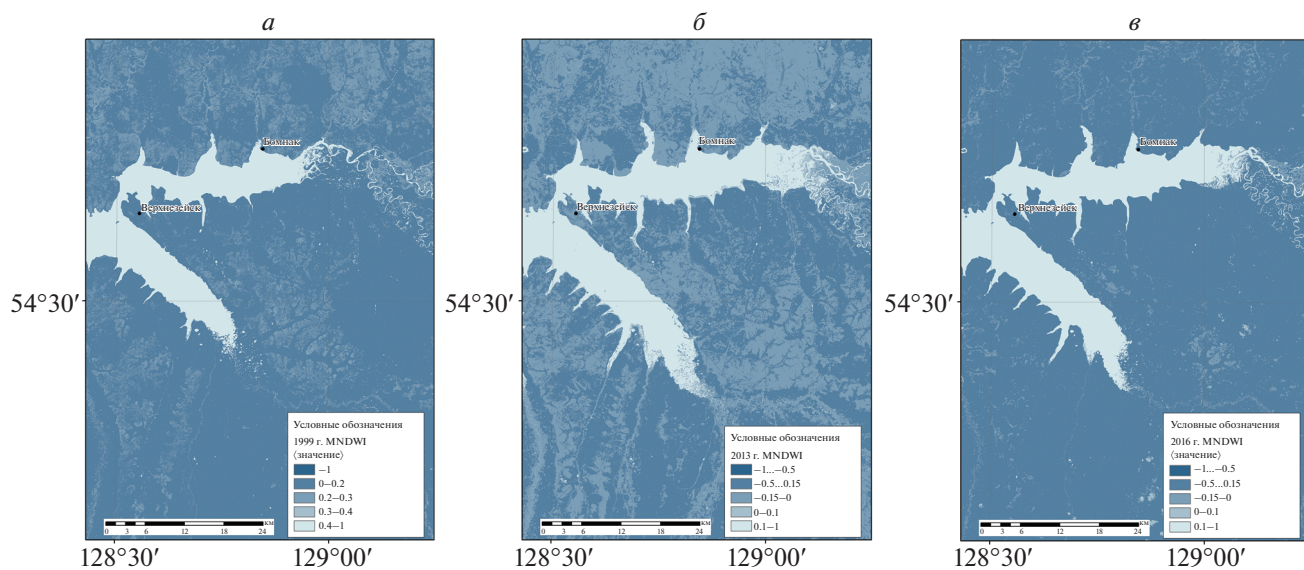 а
Бомнак
Верхнезейск
54°30′
Условные обозначения
1999 г. MNDWI
⟨значение⟩
−1
0–0.2
0.2–0.3
0.3–0.4
0.4–1
км
0 3 6 12 18 24
128°30′ 129°00′
б
Бомнак
Верхнезейск
54°30′
Условные обозначения
2013 г. MNDWI
−1...−0.5
−0.5...0.15
−0.15–0
0–0.1
0.1–1
км
0 3 6 12 18 24
128°30′ 129°00′
в
Бомнак
Верхнезейск
54°30′
Условные обозначения
2016 г. MNDWI
⟨значение⟩
−1...−0.5
−0.5...0.15
−0.15–0
0–0.1
0.1–1
км
0 3 6 12 18 24
128°30′ 129°00′